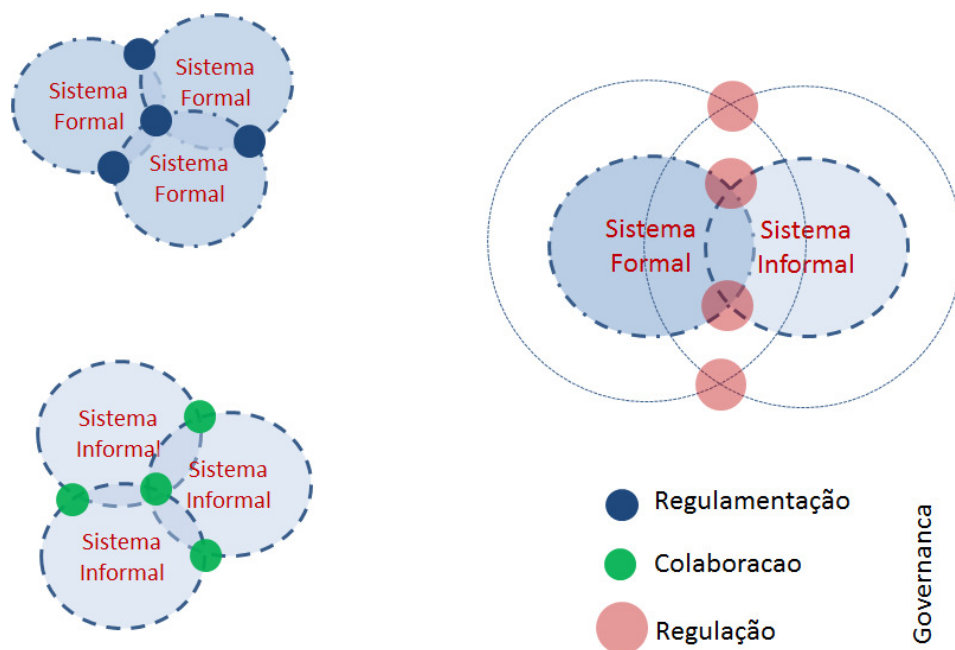 Sistema
Formal
Sistema
Formal
Sistema
Formal
Sistema
Formal
Sistema
Informal
Sistema
Informal
Sistema
Informal
Sistema
Informal
Regulamentação
Colaboracao
Regulação
Governanca